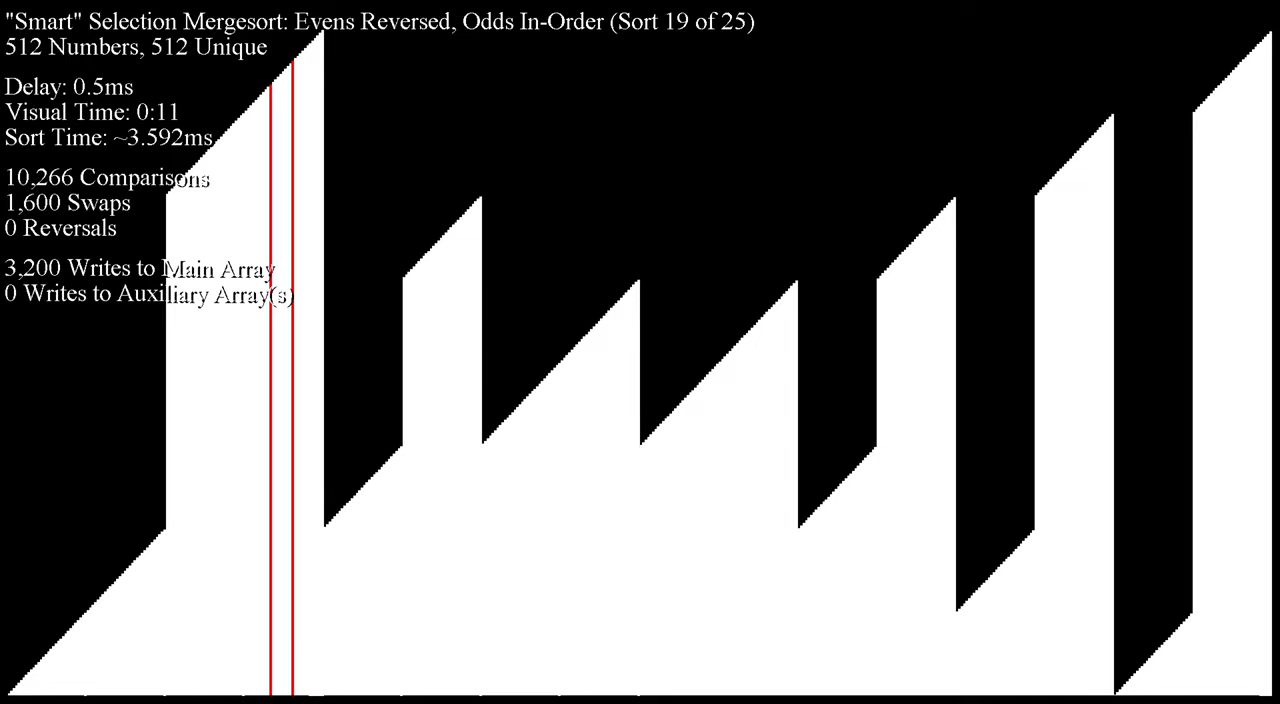 "Smart" Selection Mergesort: Evens Reversed, Odds In-Order (Sort 19 of 25)
512 Numbers, 512 Unique
Delay: 0.5ms
Visual Time: 0:11
Sort Time: ~3.592ms
10,266 Comparisons
1,600 Swaps
0 Reversals
3,200 Writes to Main Array
0 Writes to Auxiliary Array(s)